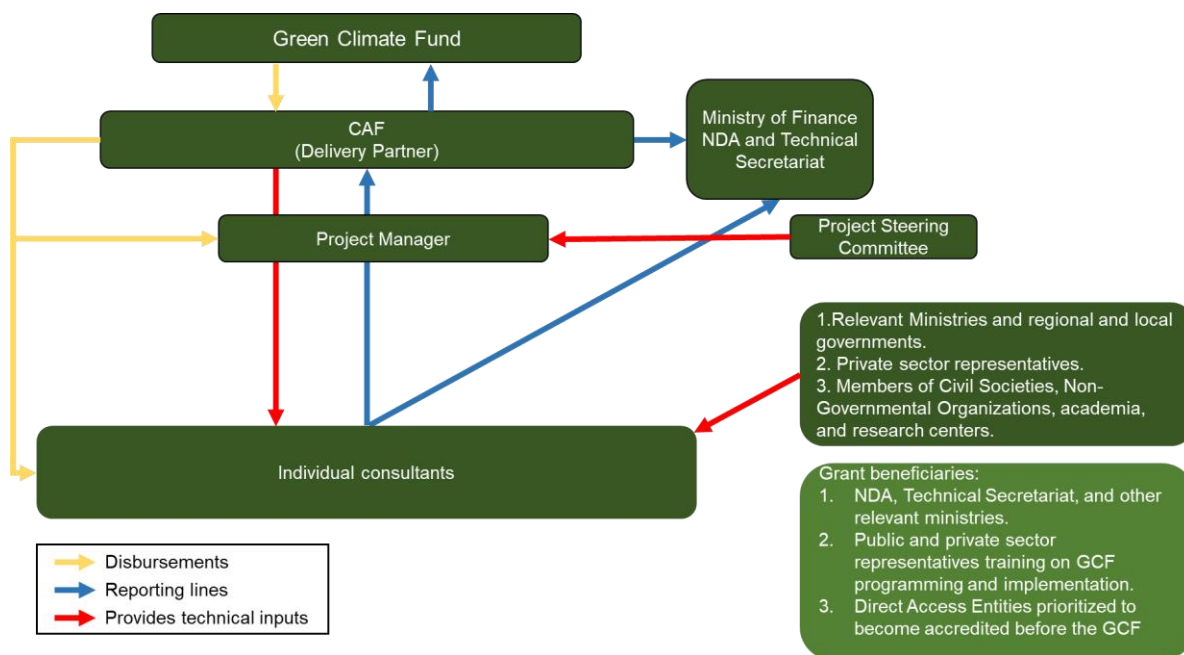 Green Climate Fund
CAF
(Delivery Partner)
Ministry of Finance
NDA and Technical
Secretariat
Project Manager
Project Steering
Committee
1.Relevant Ministries and regional and local
governments.
2. Private sector representatives.
3. Members of Civil Societies, Non-
Governmental Organizations, academia,
and research centers.
Individual consultants
Grant beneficiaries:
1. NDA, Technical Secretariat, and other
relevant ministries.
2. Public and private sector
representatives training on GCF
programming and implementation.
3. Direct Access Entities prioritized to
become accredited before the GCF
Disbursements
Reporting lines
Provides technical inputs